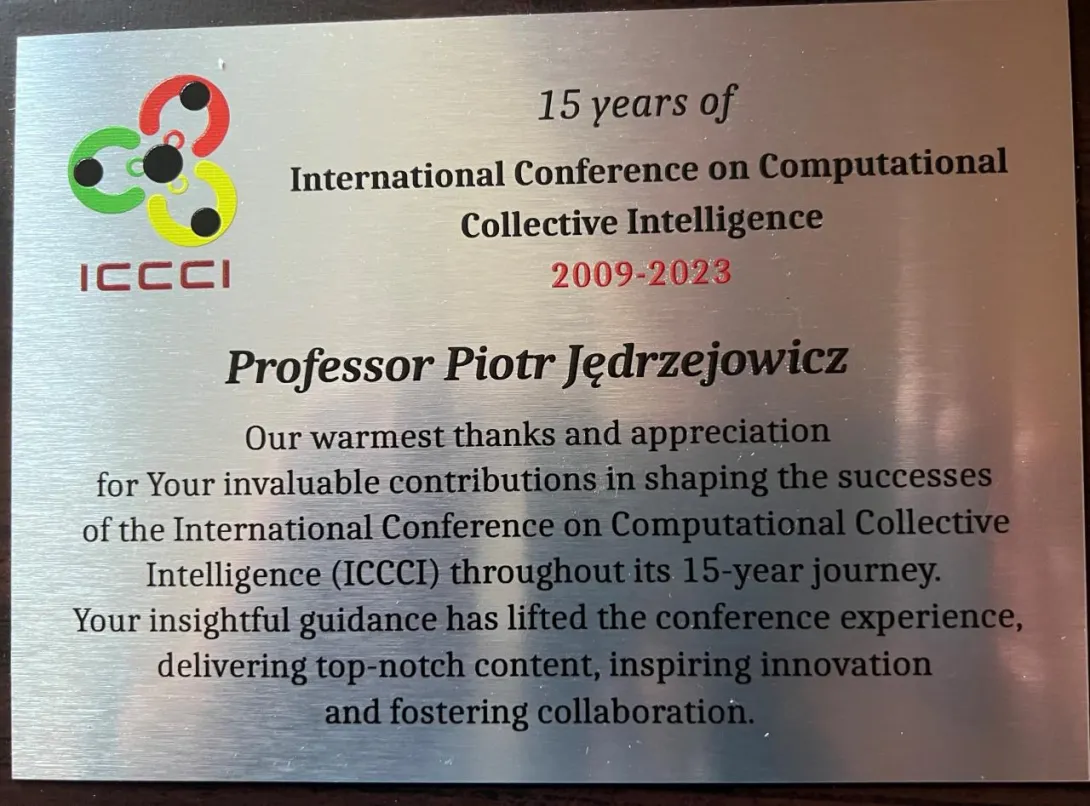 15 years of
International Conference on Computational
Collective Intelligence
2009-2023
ICCCI
Professor Piotr Jędrzejowicz
Our warmest thanks and appreciation
for Your invaluable contributions in shaping the successes
of the International Conference on Computational Collective
Intelligence (ICCCI) throughout its 15-year journey.
Your insightful guidance has lifted the conference experience,
delivering top-notch content, inspiring innovation
and fostering collaboration.